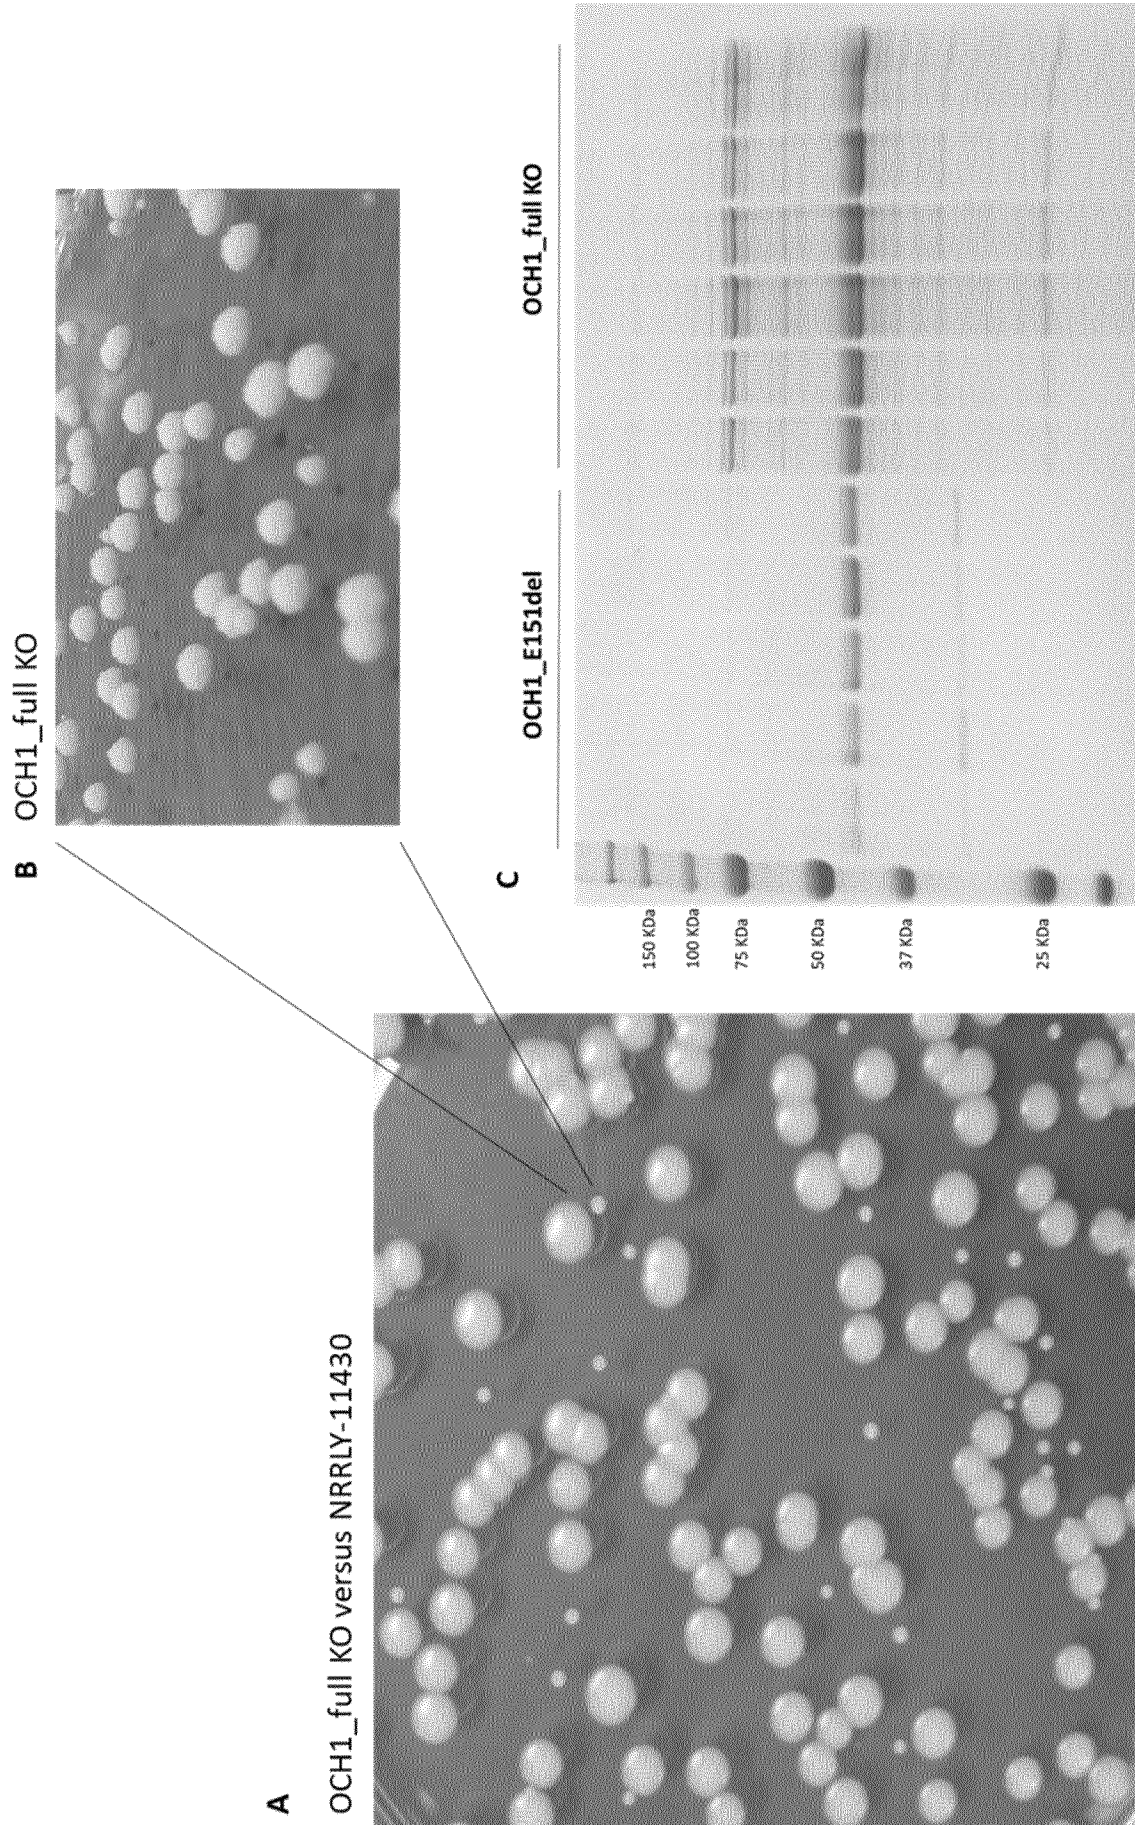 A
OCH1_full KO versus NRRLY-11430
B
OCH1_full KO
C
OCH1_E151del
OCH1_full KO
150 KDa
100 KDa
75 KDa
50 KDa
37 KDa
25 KDa